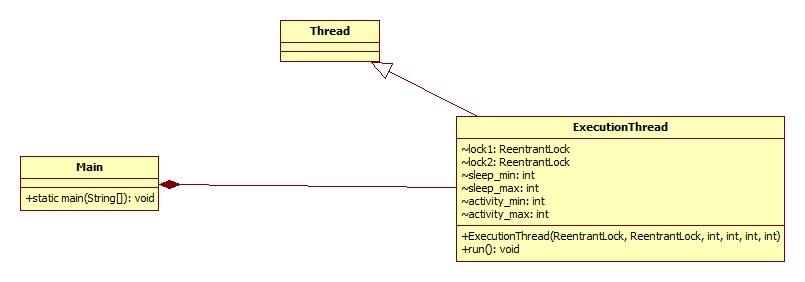 Thread
ExecutionThread
~lock1: ReentrantLock
~lock2: ReentrantLock
~sleep_min: int
~sleep_max: int
~activity_min: int
~activity_max: int
+ExecutionThread(ReentrantLock, ReentrantLock, int, int, int, int)
+run(): void
Main
+static main(String[]): void